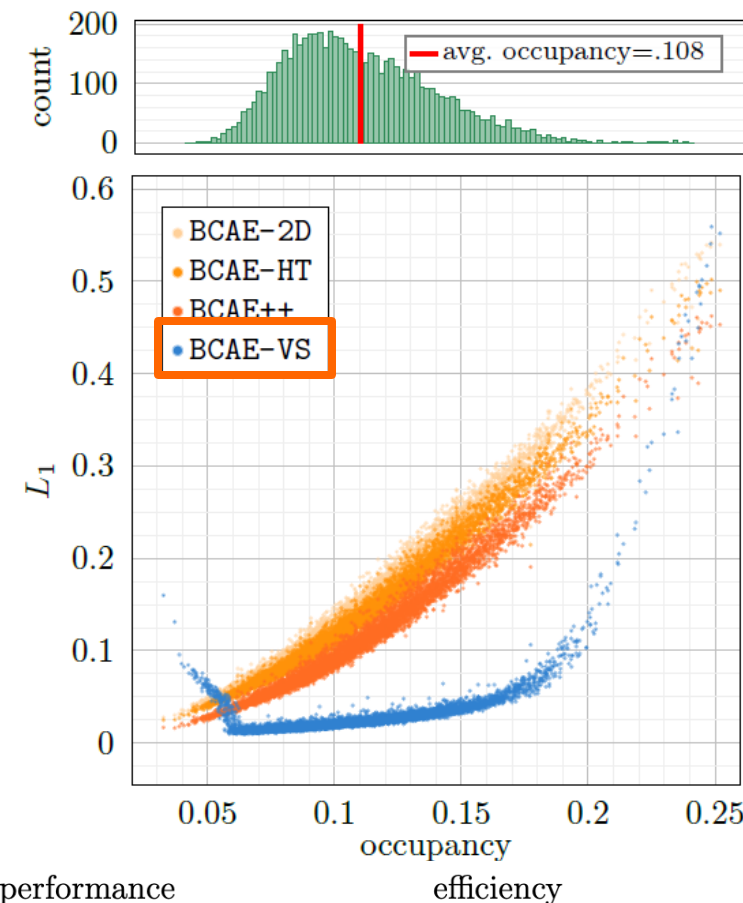 200
100
0
count
avg. occupancy=.108
0.6
0.5
0.4
0.3
0.2
0.1
0
L1
BCAE-2D
BCAE-HT
BCAE++
BCAE-VS
0.05 0.1 0.15 0.2 0.25
occupancy
performance efficiency